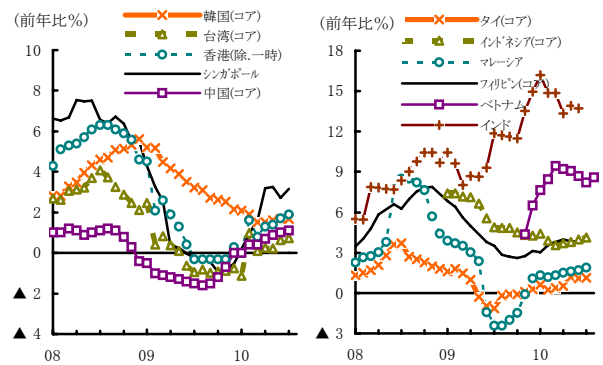 (前年比%)
韓国(コア)
台湾(コア)
香港(除.一時)
シンガポール
中国(コア)
10
8
6
4
2
0
▲ 2
▲ 4
08 09 10
(前年比%)
タイ(コア)
インドネシア(コア)
マレーシア
フィリピン(コア)
ベトナム
インド
18
15
12
9
6
3
0
▲ 3
08 09 10